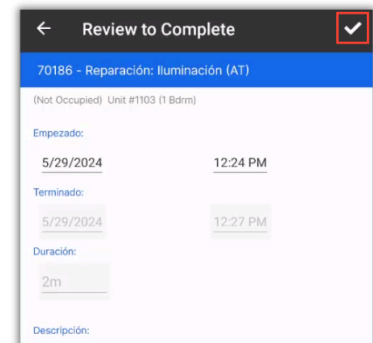 Review to Complete
70186 - Reparación: Iluminación (AT)
(Not Occupied) Unit #1103 (1 Bdrm)
Empezado:
5/29/2024 12:24 PM
Terminado:
5/29/2024 12:27 PM
Duración:
2m
Descripción: